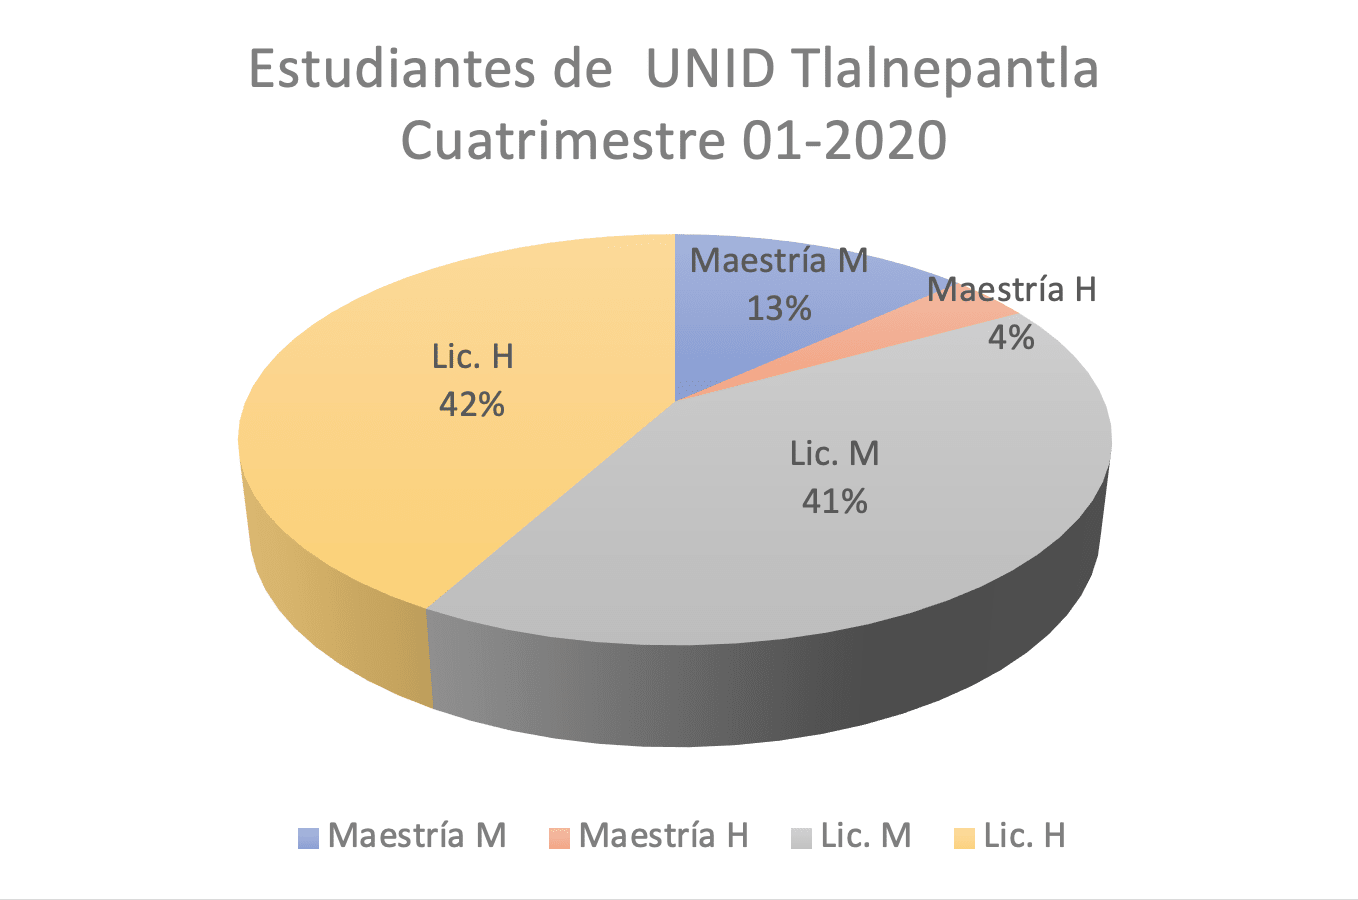 Estudiantes de  UNID Tlalnepantla
Cuatrimestre 01-2020
Maestría M
13%
Maestría H
4%
Lic. H
42%
Lic. M
41%
Maestría M
Maestría H
Lic. M
Lic. H